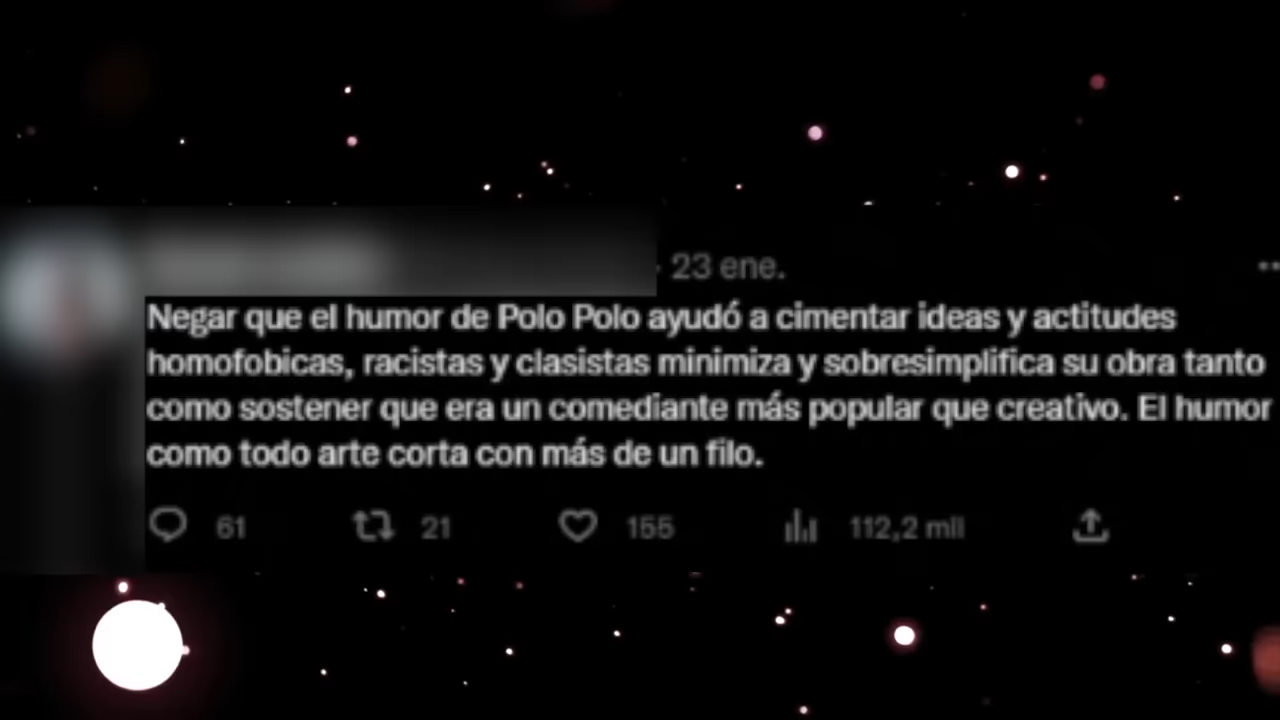 · 23 ene.
Negar que el humor de Polo Polo ayudó a cimentar ideas y actitudes
homofobicas, racistas y clasistas minimiza y sobresimplifica su obra tanto
como sostener que era un comediante más popular que creativo. El humor
como todo arte corta con más de un filo.
61 21 155 112,2 mil